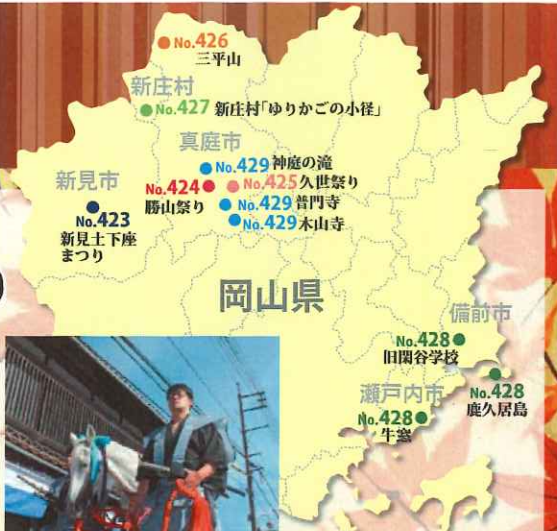 No.426
三平山
新庄村
No.427 新庄村「ゆりかごの小径」
真庭市
No.429 神庭の滝
新見市
No.424 No.425 久世祭り
勝山祭り No.429 普門寺
No.423 No.429 木山寺
新見土下座
まつり
岡山県
備前市
No.428
旧閑谷学校
瀬戸内市
No.428
鹿久居島
No.428
牛窓